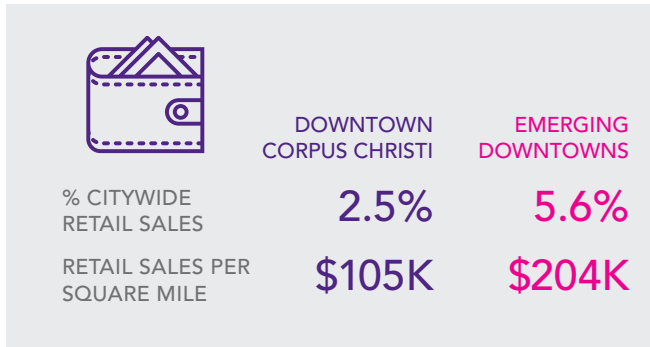 DOWNTOWN
CORPUS CHRISTI
EMERGING
DOWNTOWNS
% CITYWIDE
RETAIL SALES
2.5%
5.6%
RETAIL SALES PER
SQUARE MILE
$105K
$204K